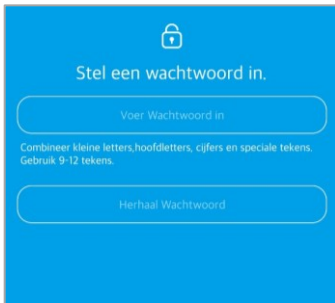 Stel een wachtwoord in.
Voer Wachtwoord in
Combineer kleine letters,hoofdletters, cijfers en speciale tekens.
Gebruik 9-12 tekens.
Herhaal Wachtwoord